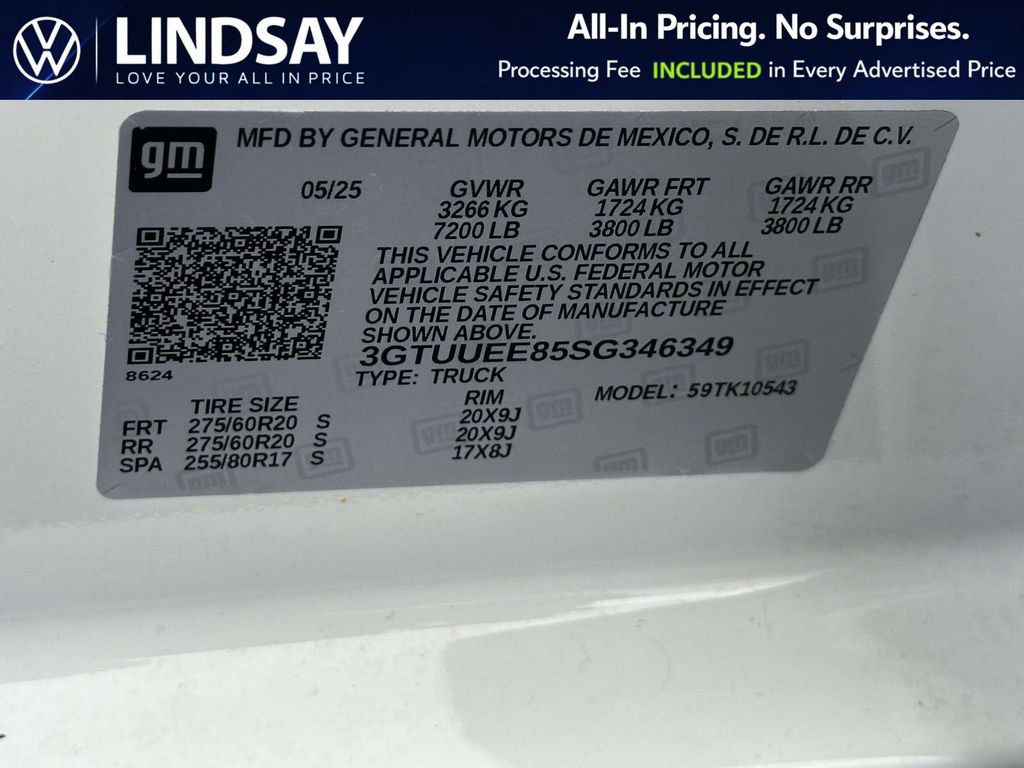 LINDSAY
LOVE YOUR ALL IN PRICE
All-In Pricing. No Surprises.
Processing Fee INCLUDED in Every Advertised Price
gm
MFD BY GENERAL MOTORS DE MEXICO, S. DE R.L. DE C.V.
05/25 GVWR GAWR FRT GAWR RR
3266 KG 1724 KG 1724 KG
7200 LB 3800 LB 3800 LB
THIS VEHICLE CONFORMS TO ALL
APPLICABLE U.S. FEDERAL MOTOR
VEHICLE SAFETY STANDARDS IN EFFECT
ON THE DATE OF MANUFACTURE
SHOWN ABOVE.
3GTUUEE85SG346349
8624
TYPE: TRUCK
MODEL: 59TK10543
TIRE SIZE RIM
FRT 275/60R20 S 20X9J
RR 275/60R20 S 20X9J
SPA 255/80R17 S 17X8J